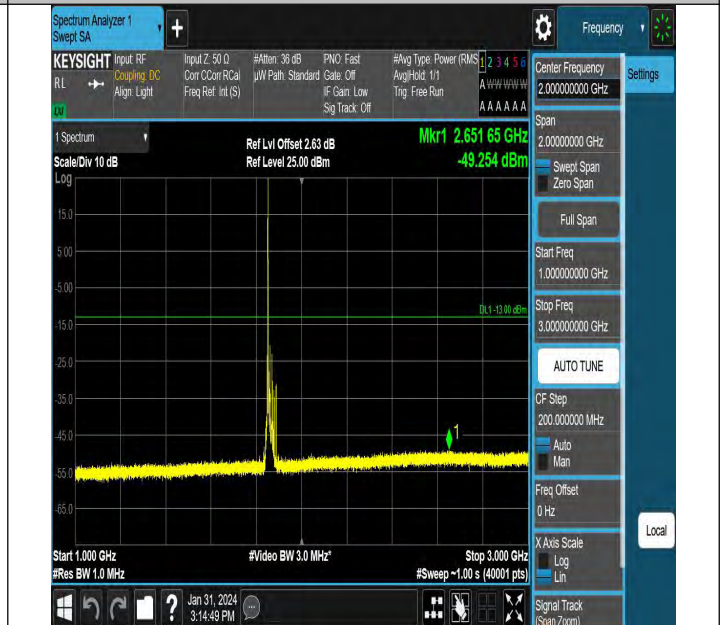 Spectrum Analyzer 1
Swept SA
+
Frequency
KEYSIGHT
RL
Input: RF
Coupling: DC
Align: Light
Input Z: 50 Ω
Corr CCorr RCal
Freq Ref: Int (S)
#Atten: 36 dB
µW Path: Standard
PNO: Fast
Gate: Off
IF Gain: Low
Sig Track: Off
#Avg Type: Power (RMS
Avg|Hold: 1/1
Trig: Free Run
1 2 3 4 5 6
A W W W W W
A A A A A A
1 Spectrum
Scale/Div 10 dB
Log
Ref Lvl Offset 2.63 dB
Ref Level 25.00 dBm
Mkr1 2.651 65 GHz
-49.254 dBm
15.0
5.00
-5.00
-15.0
-25.0
-35.0
-45.0
-55.0
-65.0
DL1 -13.00 dBm
1
Start 1.000 GHz
#Res BW 1.0 MHz
#Video BW 3.0 MHz*
Stop 3.000 GHz
#Sweep ~1.00 s (40001 pts)
?
Jan 31, 2024
3:14:49 PM
Center Frequency
2.000000000 GHz
Settings
Span
2.00000000 GHz
Swept Span
Zero Span
Full Span
Start Freq
1.000000000 GHz
Stop Freq
3.000000000 GHz
AUTO TUNE
CF Step
200.000000 MHz
Auto
Man
Freq Offset
0 Hz
X Axis Scale
Log
Lin
Local
Signal Track
(Span Zoom)